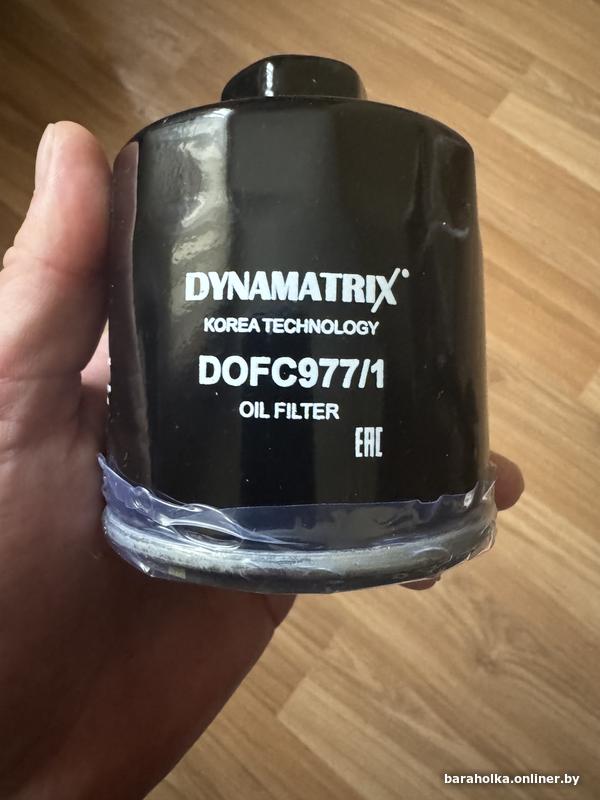 DYNAMATRIX®
KOREA TECHNOLOGY
DOFC977/1
OIL FILTER
EAC
baraholka.onliner.by